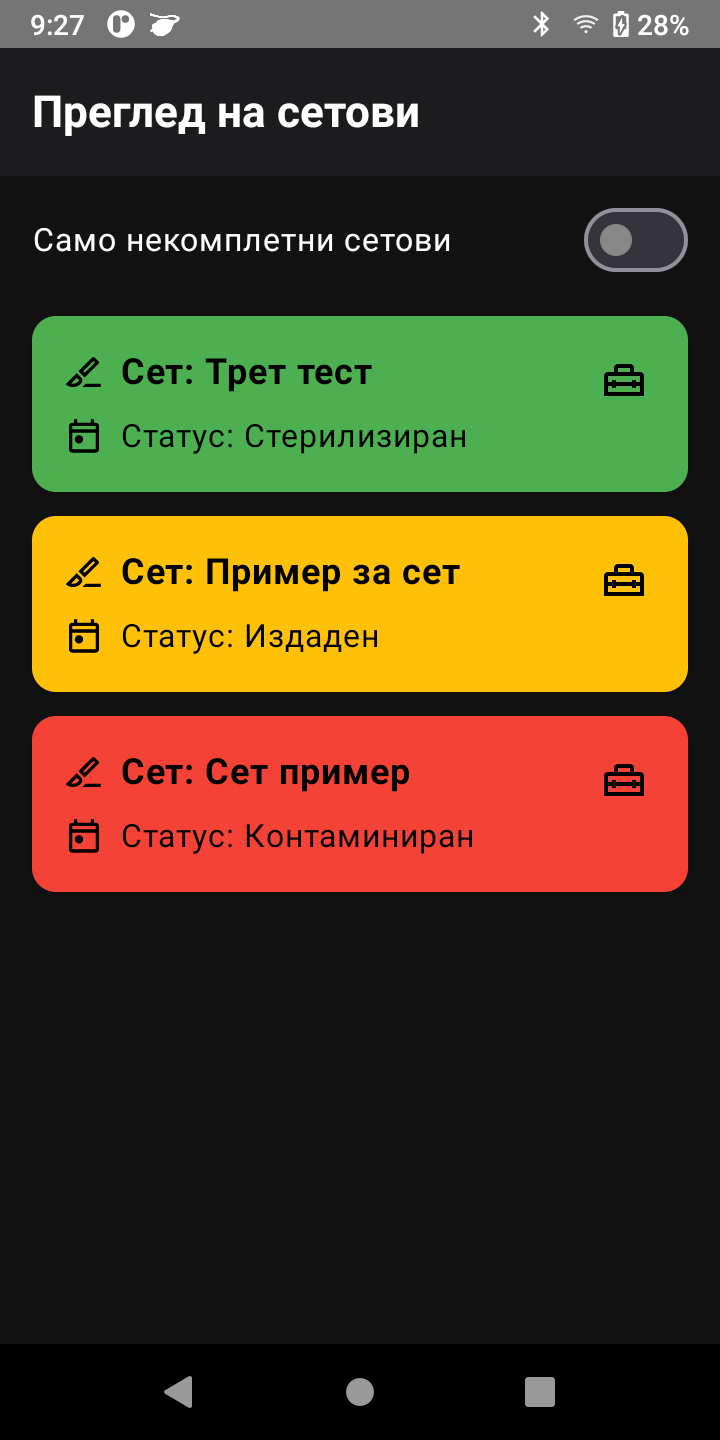 9:27
28%
Преглед на сетови
Само некомплетни сетови
Сет: Трет тест
Статус: Стерилизиран
Сет: Пример за сет
Статус: Издаден
Сет: Сет пример
Статус: Контаминиран